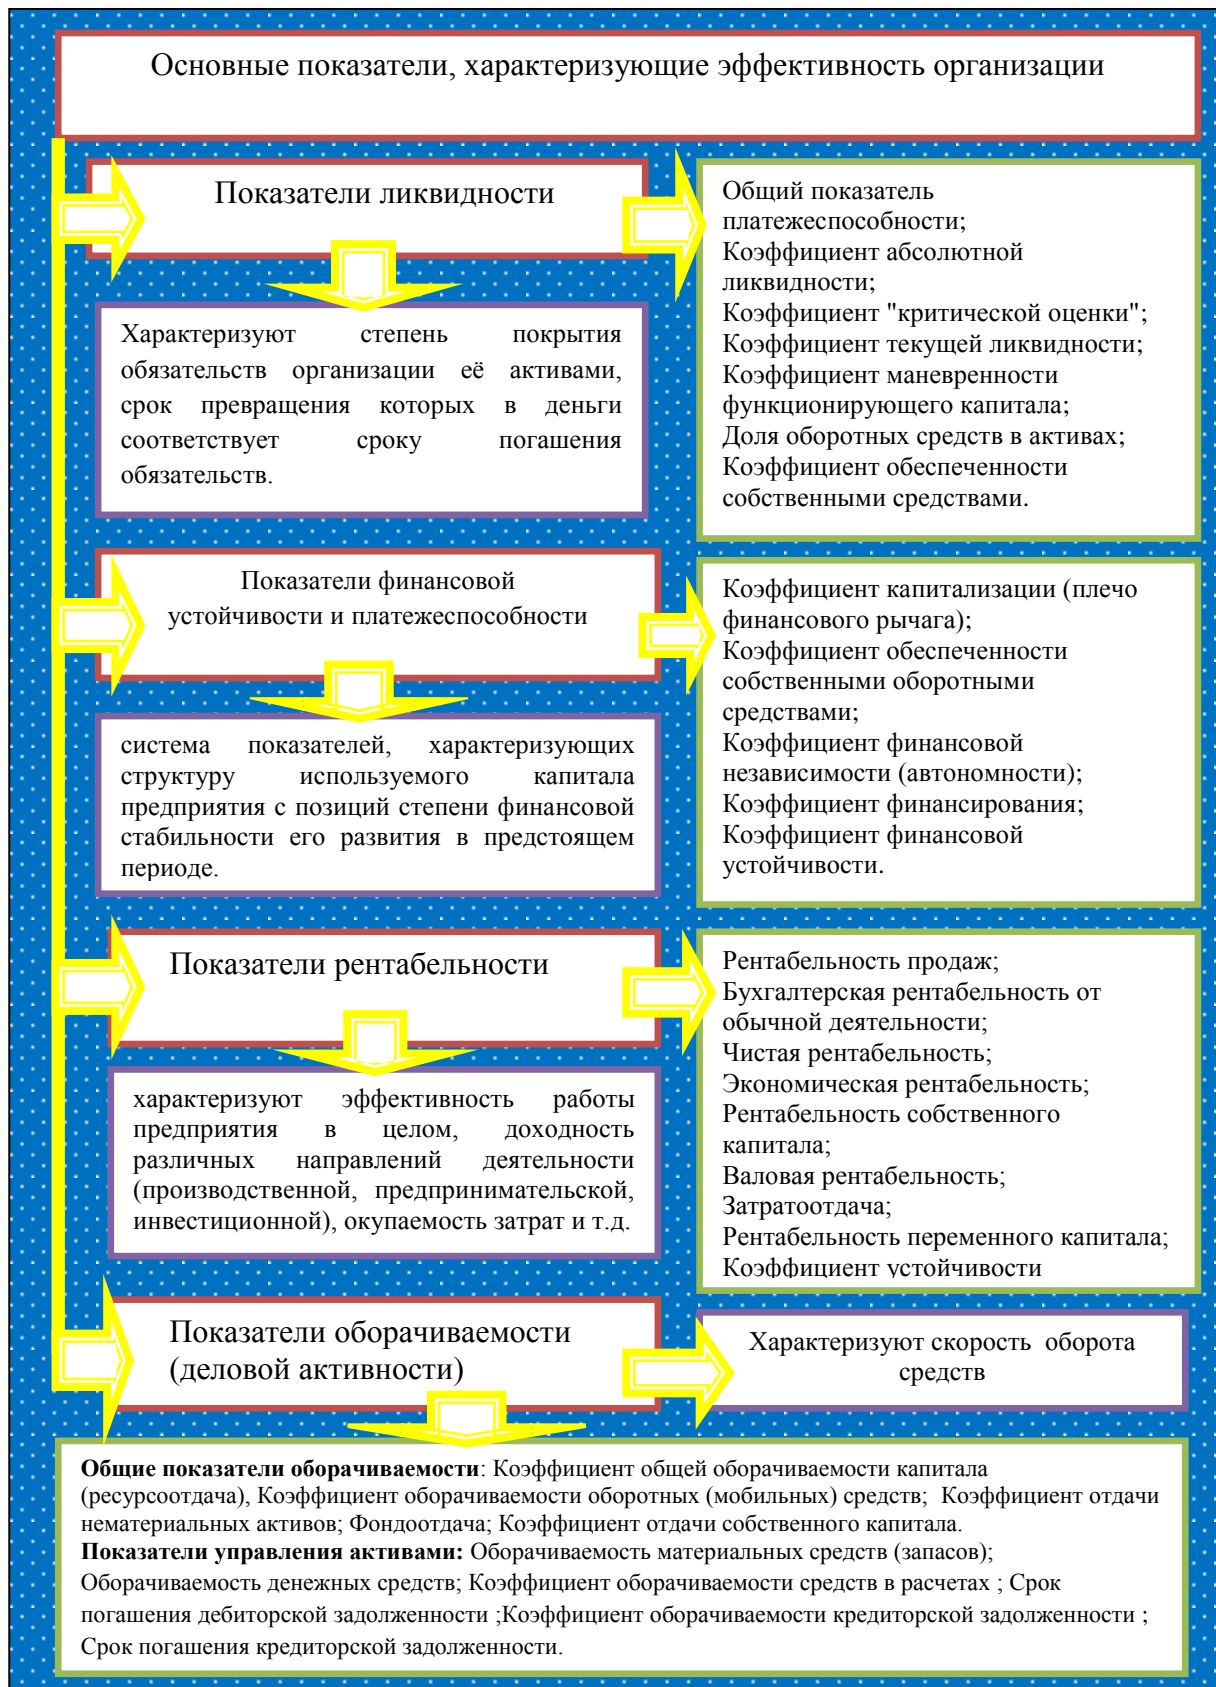 Основные показатели, характеризующие эффективность организации
Показатели ликвидности
Общий показатель
платежеспособности;
Коэффициент абсолютной
ликвидности;
Коэффициент "критической оценки";
Коэффициент текущей ликвидности;
Коэффициент маневренности
функционирующего капитала;
Доля оборотных средств в активах;
Коэффициент обеспеченности
собственными средствами.
Характеризуют степень покрытия
обязательств организации её активами,
срок превращения которых в деньги
соответствует сроку погашения
обязательств.
Показатели финансовой
устойчивости и платежеспособности
Коэффициент капитализации (плечо
финансового рычага);
Коэффициент обеспеченности
собственными оборотными
средствами;
Коэффициент финансовой
независимости (автономности);
Коэффициент финансирования;
Коэффициент финансовой
устойчивости.
система показателей, характеризующих
структуру используемого капитала
предприятия с позиций степени финансовой
стабильности его развития в предстоящем
периоде.
Показатели рентабельности
Рентабельность продаж;
Бухгалтерская рентабельность от
обычной деятельности;
Чистая рентабельность;
Экономическая рентабельность;
Рентабельность собственного
капитала;
Валовая рентабельность;
Затратоотдача;
Рентабельность переменного капитала;
Коэффициент устойчивости
характеризуют эффективность работы
предприятия в целом, доходность
различных направлений деятельности
(производственной, предпринимательской,
инвестиционной), окупаемость затрат и т.д.
Показатели оборачиваемости
(деловой активности)
Характеризуют скорость оборота
средств
Общие показатели оборачиваемости: Коэффициент общей оборачиваемости капитала
(ресурсоотдача), Коэффициент оборачиваемости оборотных (мобильных) средств; Коэффициент отдачи
нематериальных активов; Фондоотдача; Коэффициент отдачи собственного капитала.
Показатели управления активами: Оборачиваемость материальных средств (запасов);
Оборачиваемость денежных средств; Коэффициент оборачиваемости средств в расчетах ; Срок
погашения дебиторской задолженности ;Коэффициент оборачиваемости кредиторской задолженности ;
Срок погашения кредиторской задолженности.